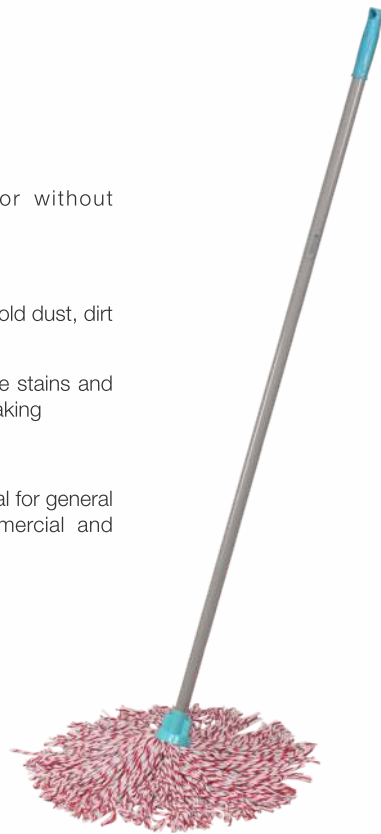 or without
old dust, dirt
e stains and
aking
al for general
mercial and